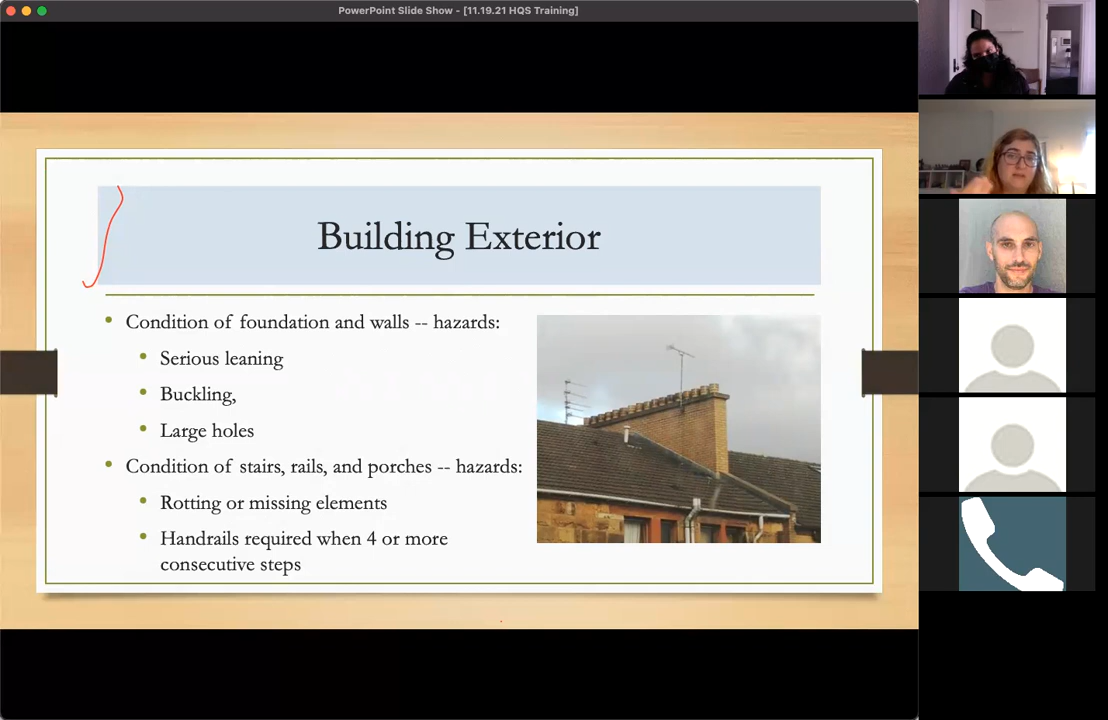 PowerPoint Slide Show - [11.19.21 HQS Training]
Building Exterior
Condition of foundation and walls -- hazards:
Serious leaning
Buckling,
Large holes
Condition of stairs, rails, and porches -- hazards:
Rotting or missing elements
Handrails required when 4 or more
consecutive steps